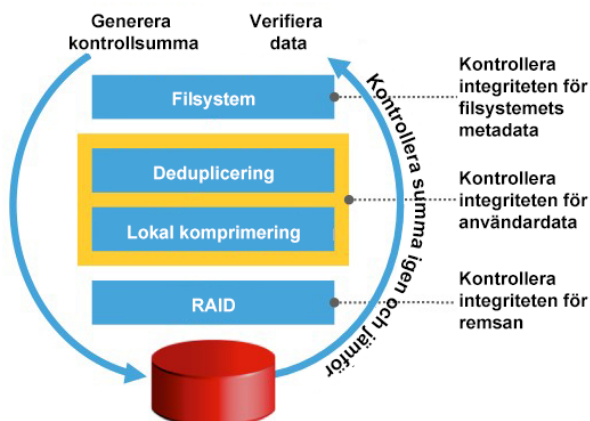 Generera
kontrollsumma
Verifiera
data
Filsystem
Deduplicering
Lokal komprimering
RAID
Kontrollera summa igen och jämför
Kontrollera
integriteten för
filsystemets
metadata
Kontrollera
integriteten för
användardata
Kontrollera
integriteten för
remsan